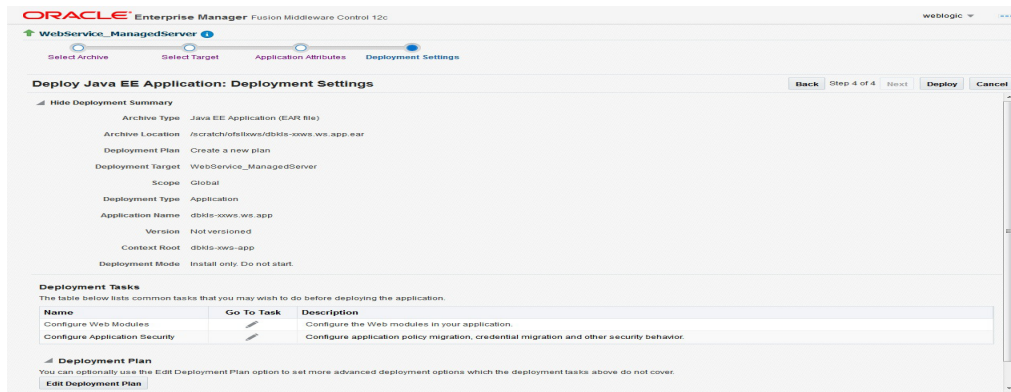 ORACLE Enterprise Manager Fusion Middleware Control 12c
weblogic
WebService_ManagedServer
Select Archive Select Target Application Attributes Deployment Settings
Deploy Java EE Application: Deployment Settings
Back Step 4 of 4 Next Deploy Cancel
Hide Deployment Summary
Archive Type Java EE Application (EAR file)
Archive Location /scratch/ofsllxws/dbkls-xxws.ws.app.ear
Deployment Plan Create a new plan
Deployment Target WebService_ManagedServer
Scope Global
Deployment Type Application
Application Name dbkls-xxws.ws.app
Version Not versioned
Context Root dbkls-xws-app
Deployment Mode Install only. Do not start.
Deployment Tasks
The table below lists common tasks that you may wish to do before deploying the application.
Name Go To Task Description
Configure Web Modules Configure the Web modules in your application.
Configure Application Security Configure application policy migration, credential migration and other security behavior.
Deployment Plan
You can optionally use the Edit Deployment Plan option to set more advanced deployment options which the deployment tasks above do not cover.
Edit Deployment Plan